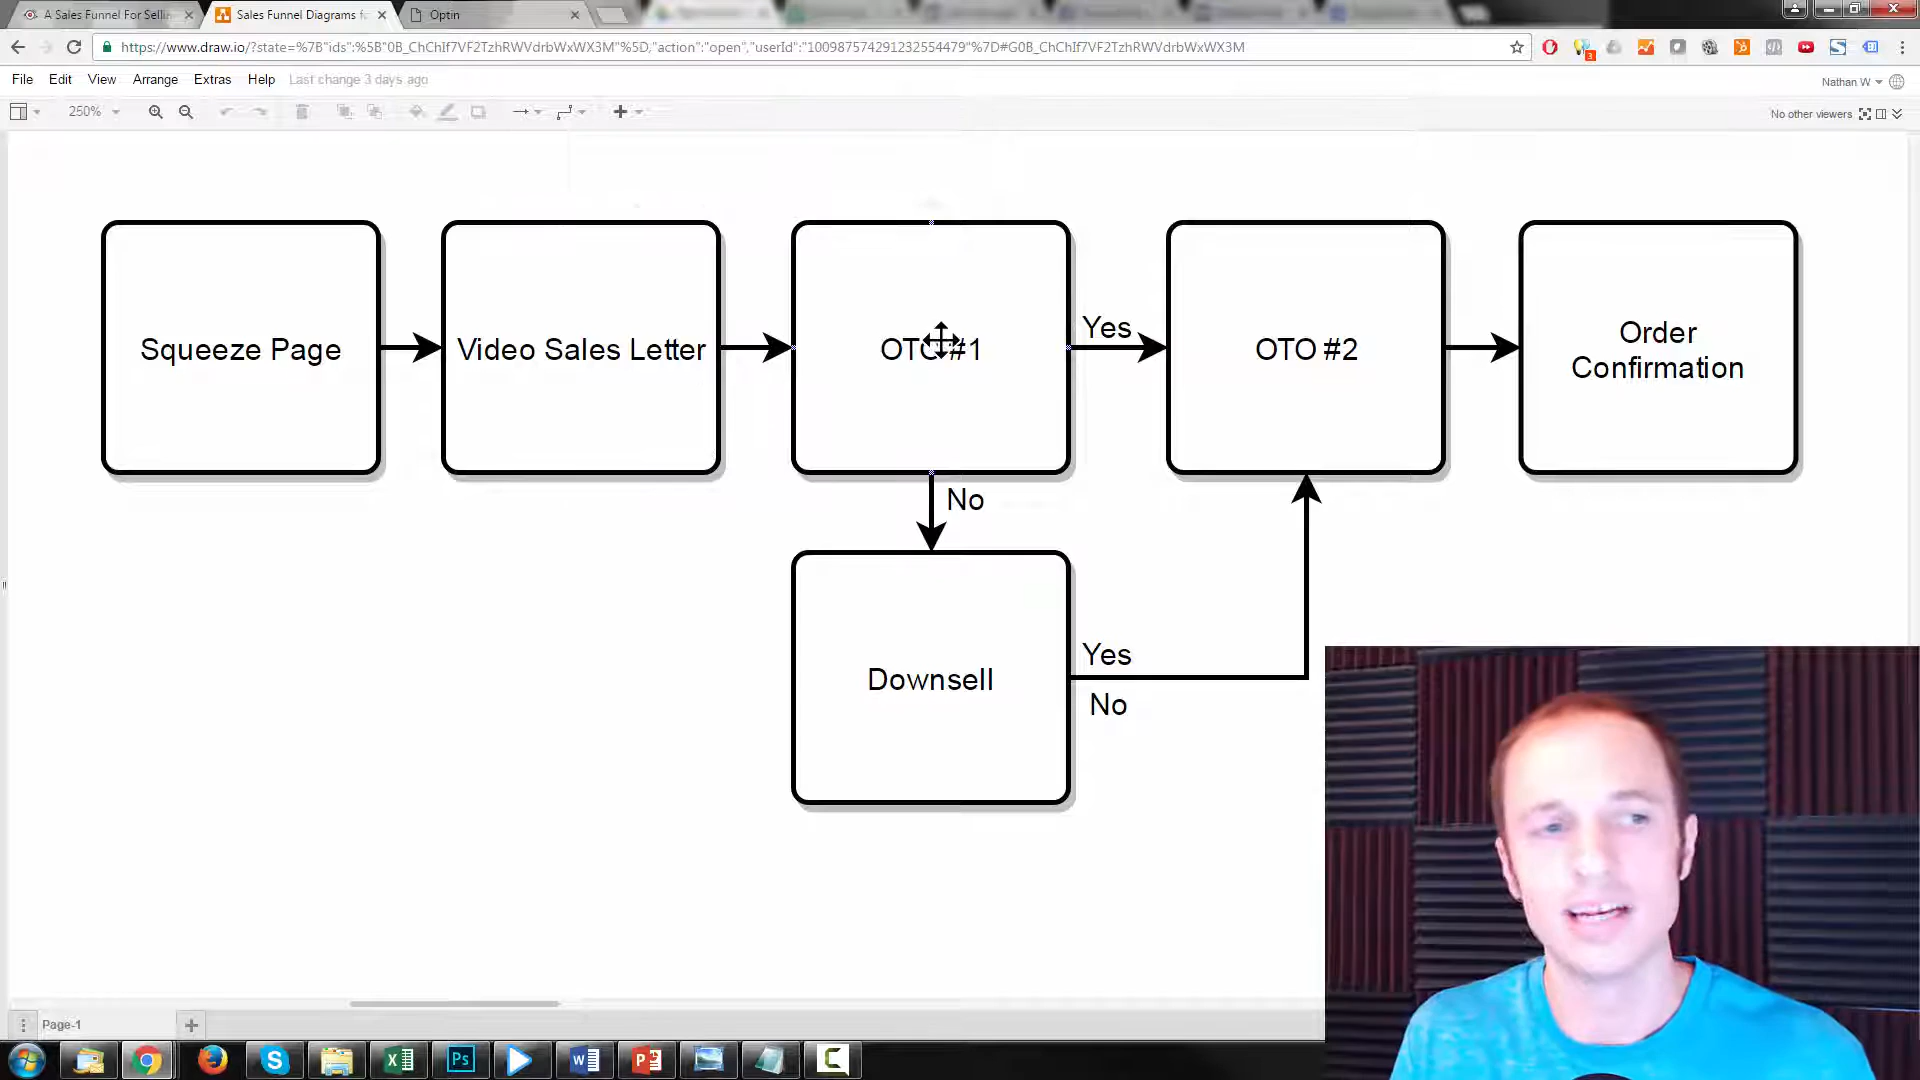 A Sales Funnel For Selli
Sales Funnel Diagrams f
Optin
https://www.draw.io/?state=%7B"ids":%5B"0B_ChChIf7VF2TzhRWVdrbWxWX3M"%5D,"action":"open","userId":"100987574291232554479"%7D#G0B_ChChIf7VF2TzhRWVdrbWxWX3M
File Edit View Arrange Extras Help Last change 3 days ago
Nathan W
250%
No other viewers
Squeeze Page
Video Sales Letter
OTO #1
Yes
OTO #2
Order
Confirmation
No
Downsell
Yes
No
Page-1